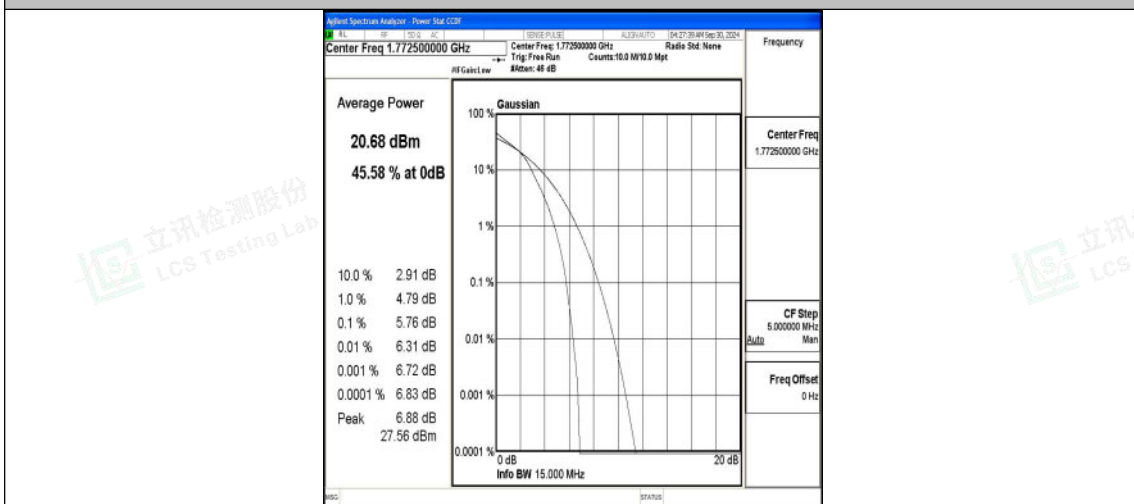 Agilent Spectrum Analyzer - Power Stat CCDF
RL RF 50 Ω AC SENSE:PULSE ALIGNAUTO 04:27:39 AM Sep 30, 2024
Center Freq 1.772500000 GHz
Center Freq: 1.772500000 GHz Radio Std: None
Trig: Free Run Counts:10.0 M/10.0 Mpt
#IFGain:Low #Atten: 46 dB
Frequency
Average Power
20.68 dBm
45.58 % at 0dB
10.0 % 2.91 dB
1.0 % 4.79 dB
0.1 % 5.76 dB
0.01 % 6.31 dB
0.001 % 6.72 dB
0.0001 % 6.83 dB
Peak 6.88 dB
27.56 dBm
Gaussian
100 %
10 %
1 %
0.1 %
0.01 %
0.001 %
0.0001 %
0 dB 20 dB
Info BW 15.000 MHz
Center Freq
1.772500000 GHz
CF Step
5.000000 MHz
Auto Man
Freq Offset
0 Hz
MSG STATUS
立讯检测股份
LCS Testing Lab
立讯
LCS